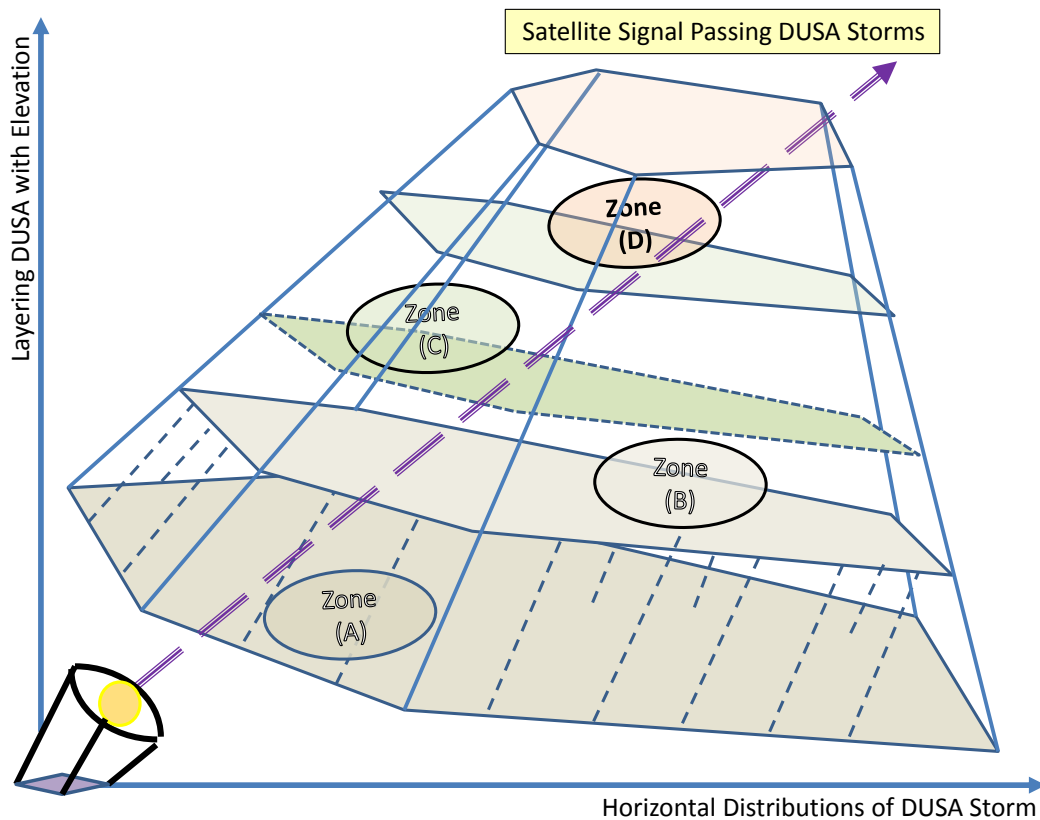 Satellite Signal Passing DUSA Storms
Layering DUSA with Elevation
Zone
(D)
Zone
(C)
Zone
(B)
Zone
(A)
Horizontal Distributions of DUSA Storm